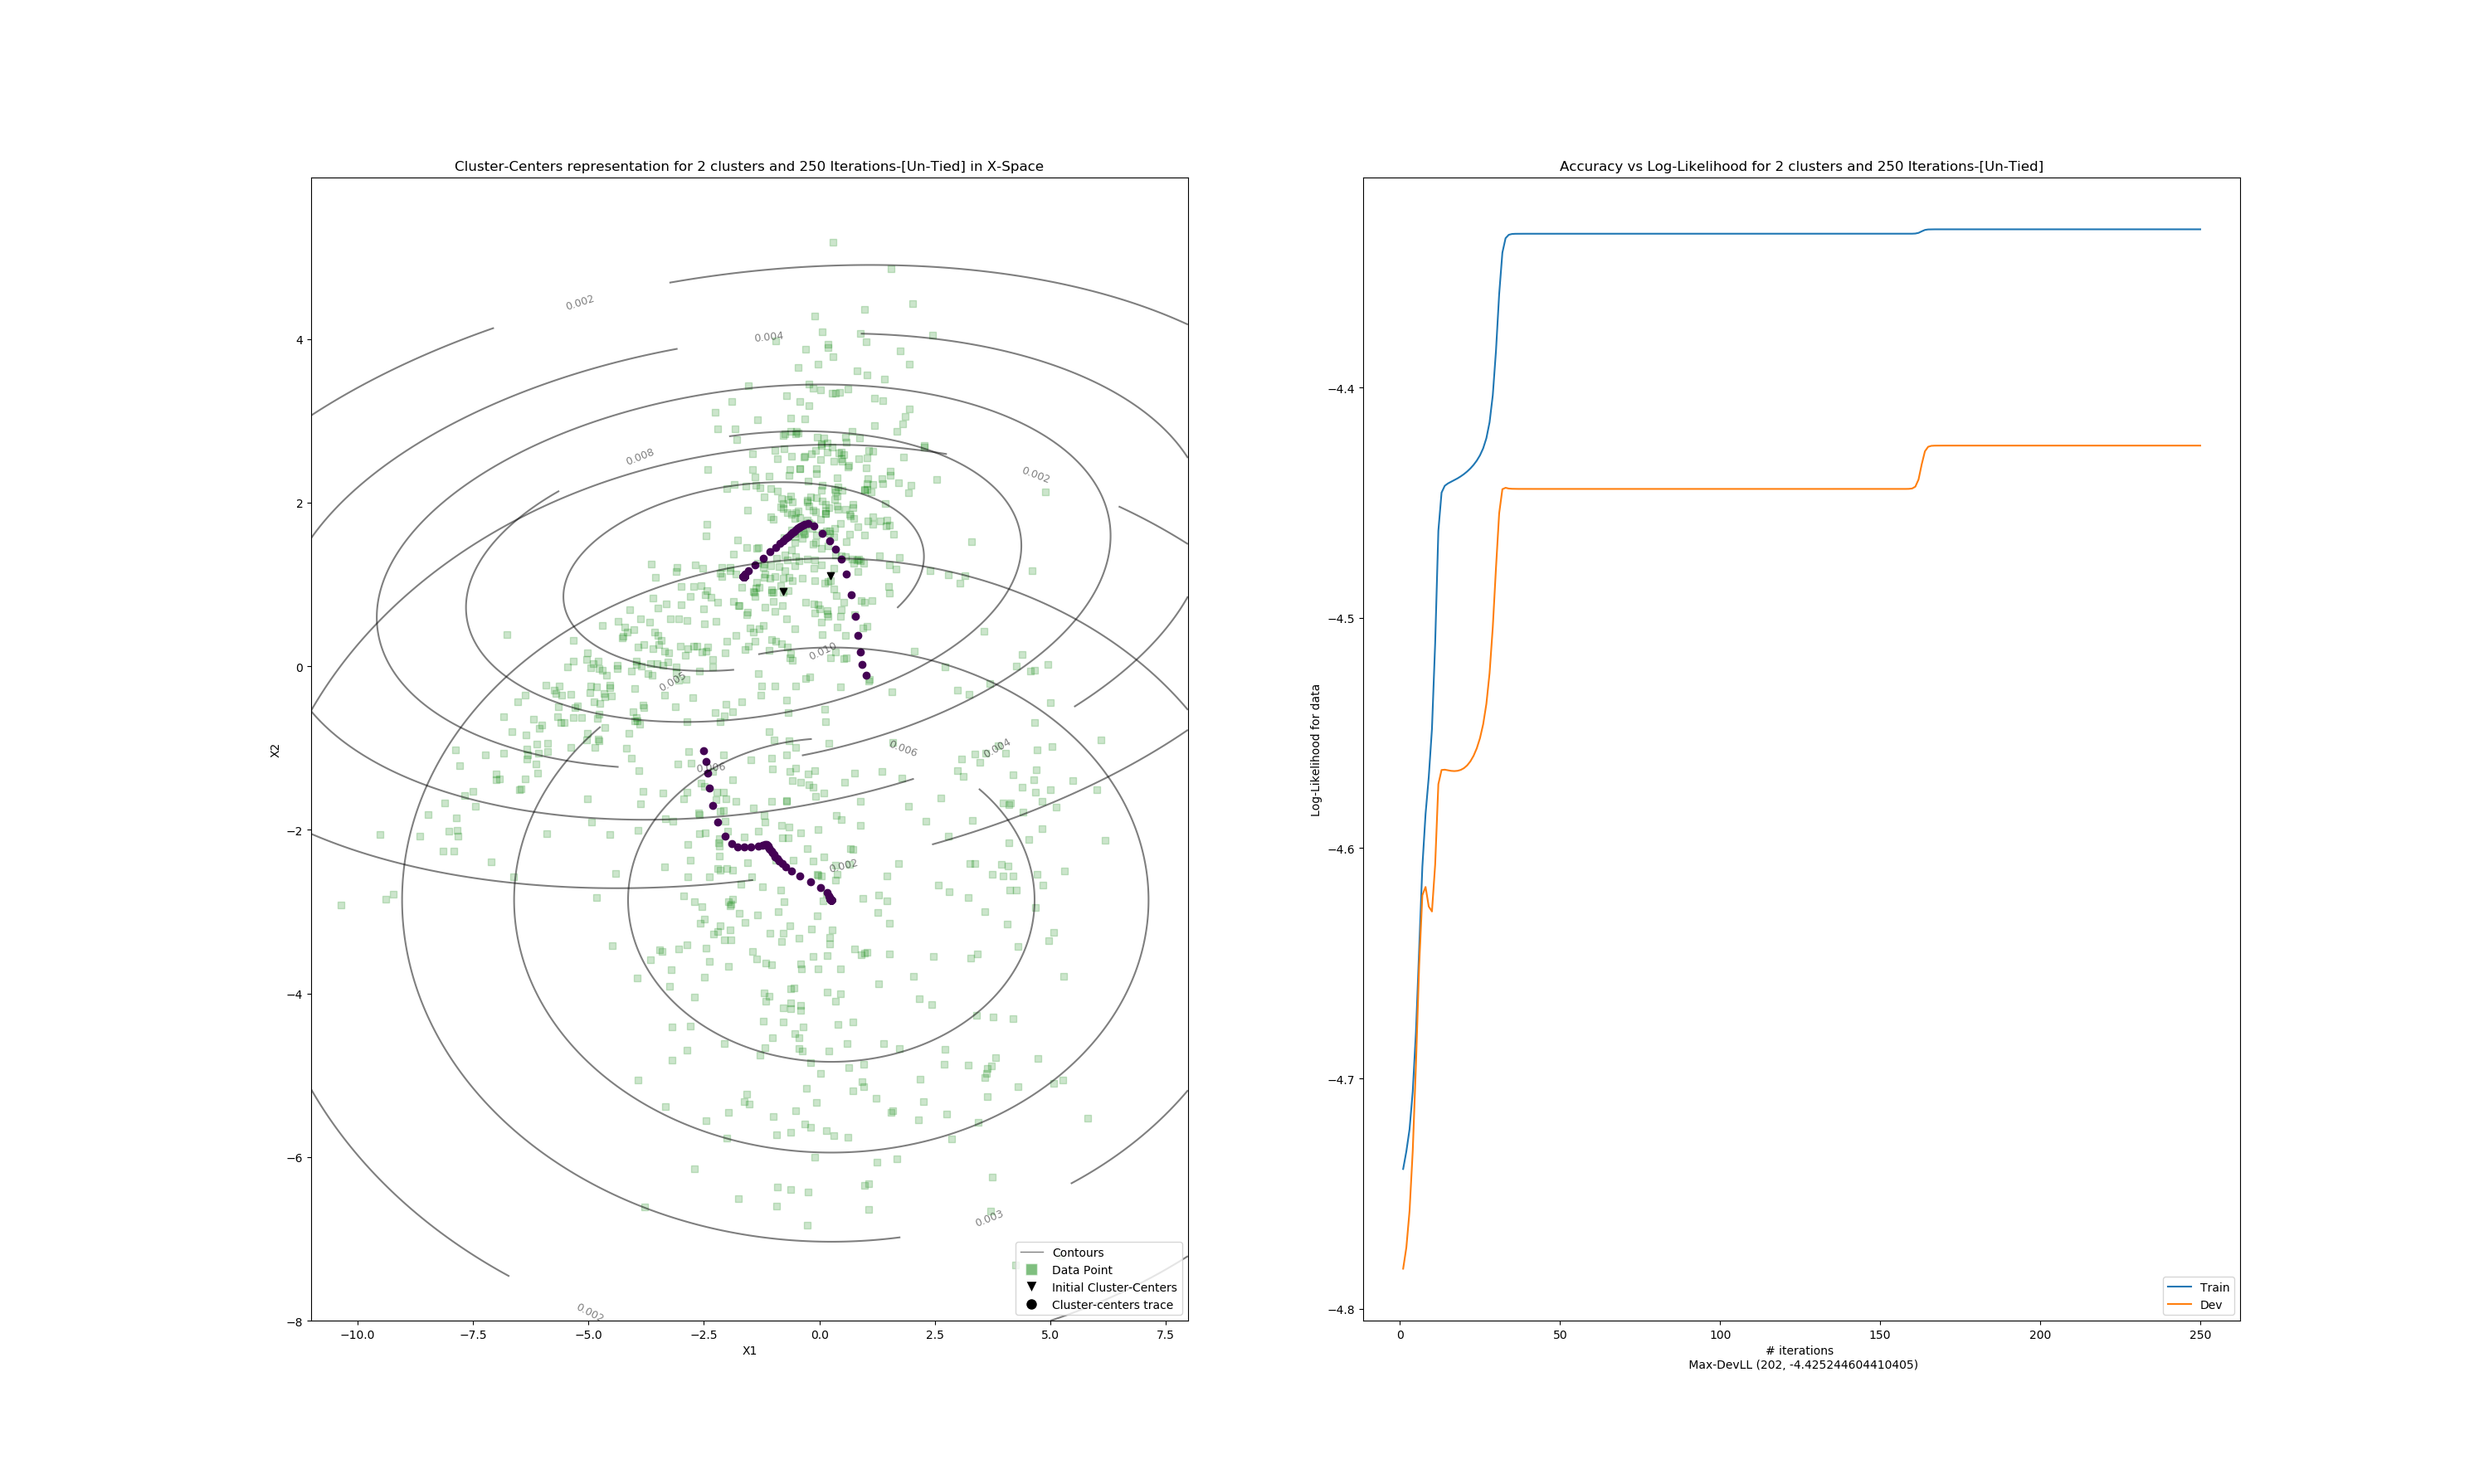 Cluster-Centers representation for 2 clusters and 250 Iterations-[Un-Tied] in X-Space
0.002
0.004
0.008
0.002
0.010
0.005
0.006
0.004
0.006
0.002
0.003
0.002
4
2
0
−2
−4
−6
−8
X2
−10.0
−7.5
−5.0
−2.5
0.0
2.5
5.0
7.5
X1
Contours
Data Point
Initial Cluster-Centers
Cluster-centers trace
Accuracy vs Log-Likelihood for 2 clusters and 250 Iterations-[Un-Tied]
−4.4
−4.5
−4.6
−4.7
−4.8
Log-Likelihood for data
0
50
100
150
200
250
# iterations
Max-DevLL (202, -4.425244604410405)
Train
Dev